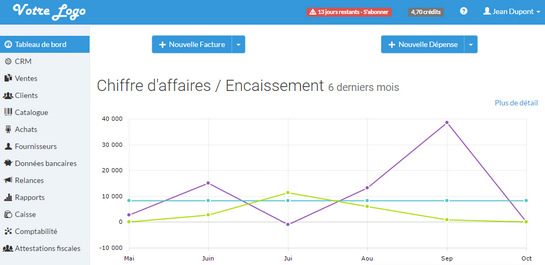 Votre Logo
13 jours restants - S'abonner
4,70 crédits
Jean Dupont
Tableau de bord
CRM
Ventes
Clients
Catalogue
Achats
Fournisseurs
Données bancaires
Relances
Rapports
Caisse
Comptabilité
Attestations fiscales
+ Nouvelle Facture
+ Nouvelle Dépense
Chiffre d'affaires / Encaissement 6 derniers mois
Plus de détail
40 000
30 000
20 000
10 000
0
-10 000
Mai Juin Jui Aou Sep Oct